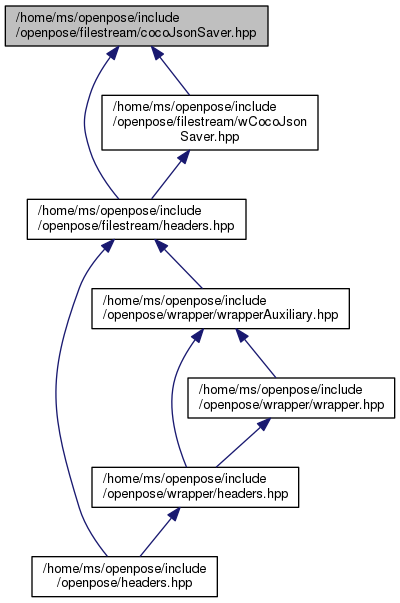 /home/ms/openpose/include
/openpose/filestream/cocoJsonSaver.hpp
/home/ms/openpose/include
/openpose/filestream/wCocoJson
Saver.hpp
/home/ms/openpose/include
/openpose/filestream/headers.hpp
/home/ms/openpose/include
/openpose/wrapper/wrapperAuxiliary.hpp
/home/ms/openpose/include
/openpose/wrapper/wrapper.hpp
/home/ms/openpose/include
/openpose/wrapper/headers.hpp
/home/ms/openpose/include
/openpose/headers.hpp